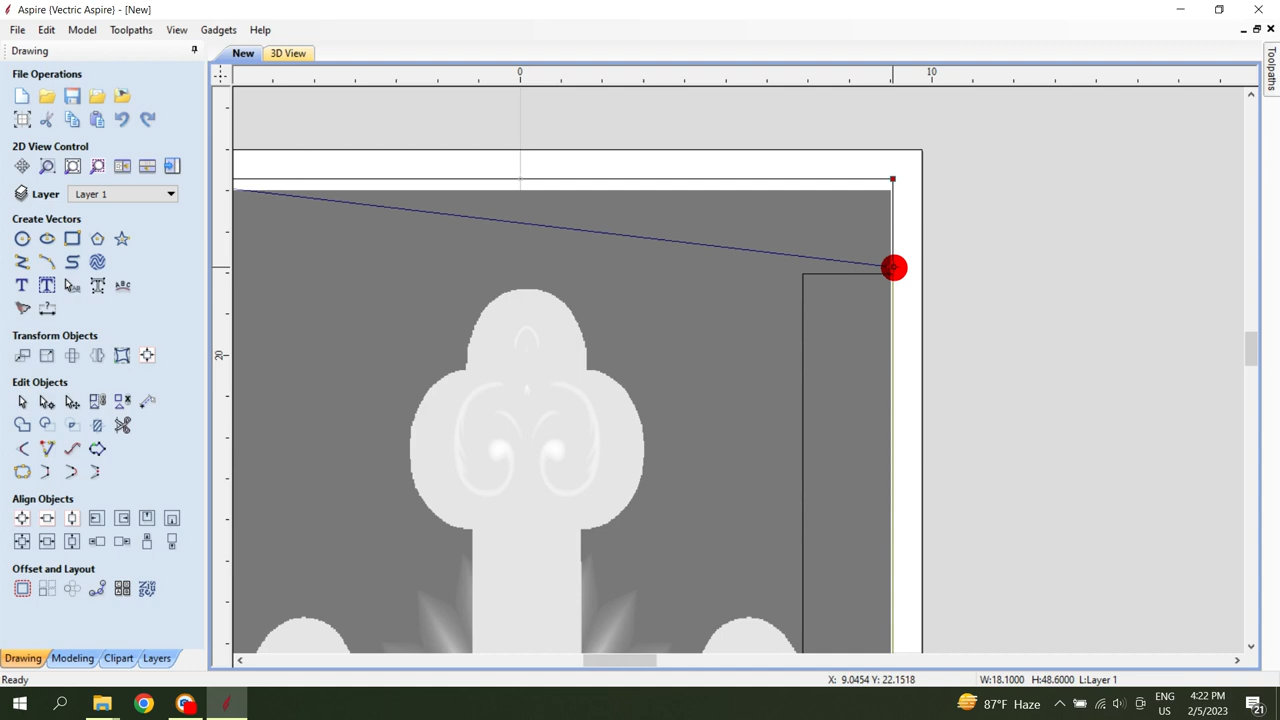 Aspire {Vectric Aspire} - [New]
File Edit Model Toolpaths View Gadgets Help
Drawing
New 3D View
Toolpaths
File Operations
0 10
2D View Control
Layer Layer 1
Create Vectors
Transform Objects
20
Edit Objects
Align Objects
Offset and Layout
Drawing Modeling Clipart Layers
Ready X: 9.0454 Y: 22.1518 W:18.1000 H:48.6000 L:Layer 1
87°F Haze ENG US 4:22 PM 2/5/2023 21